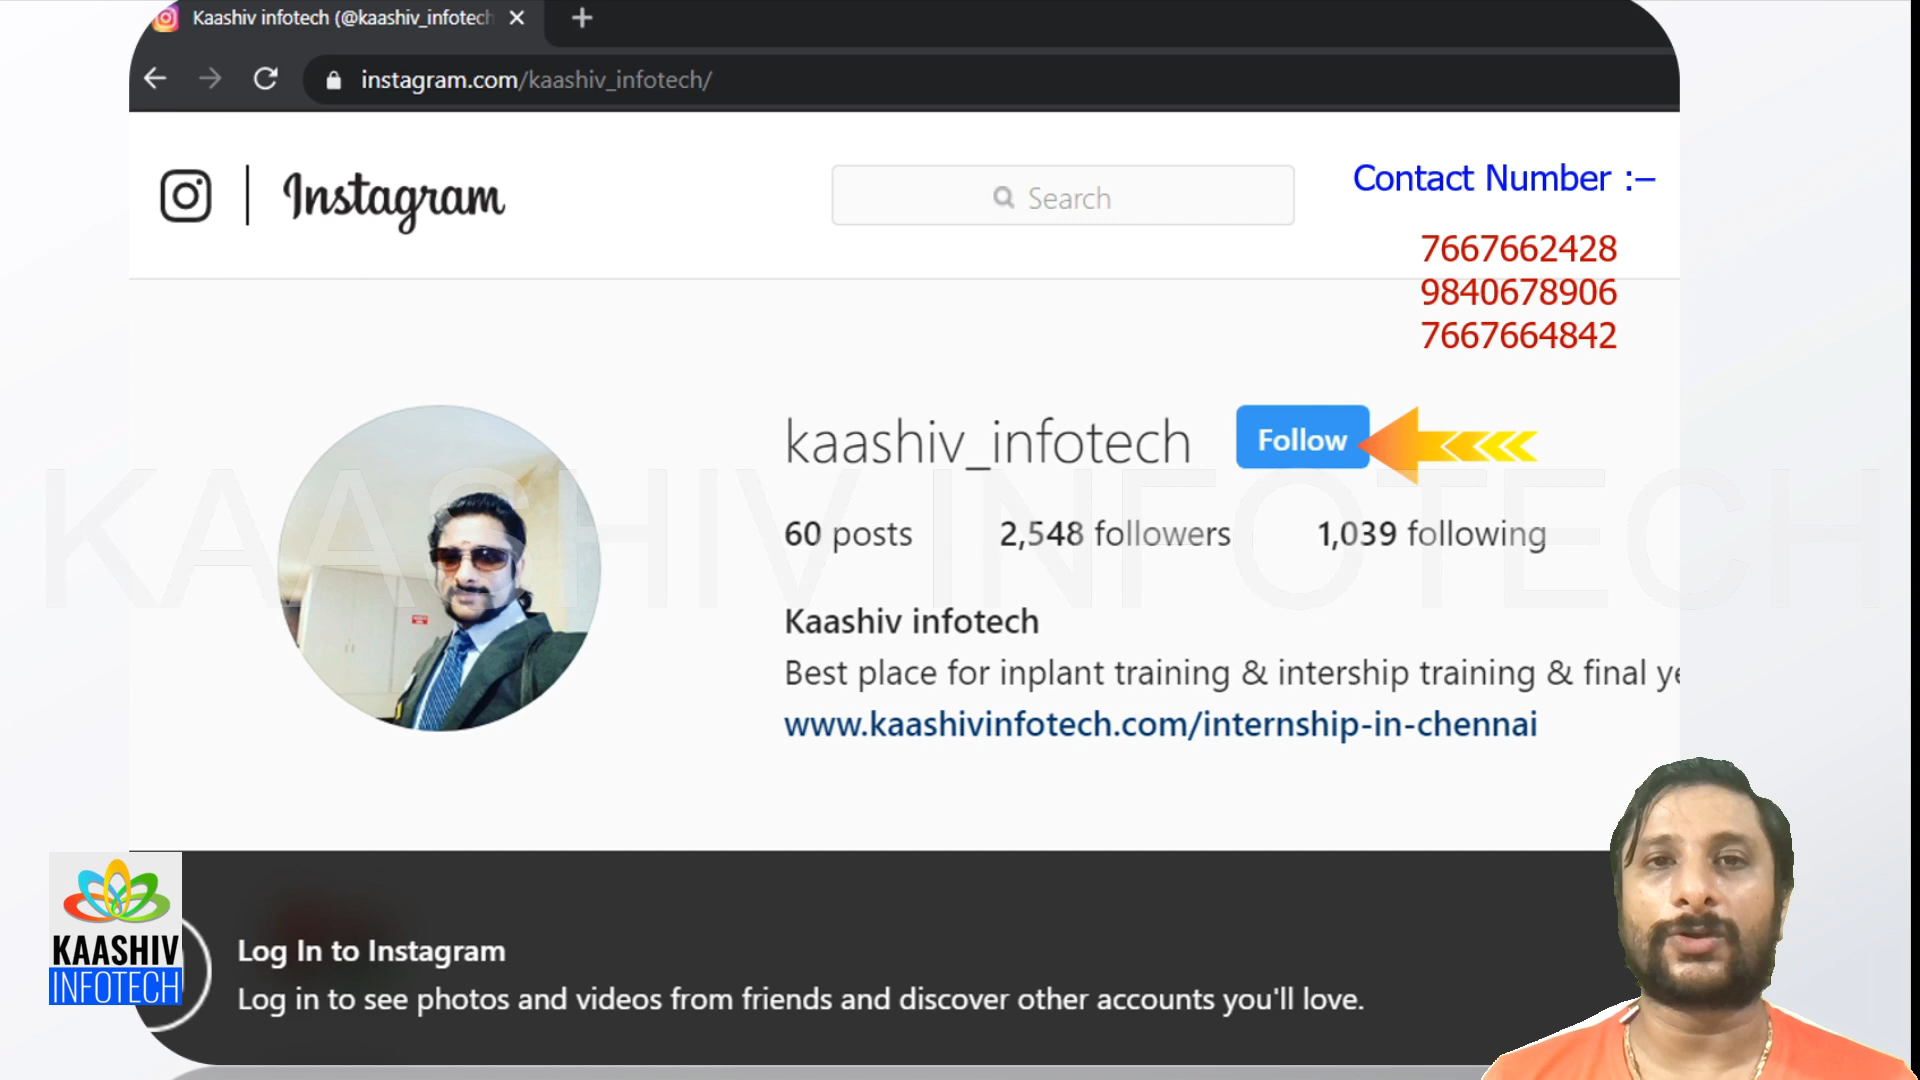 Kaashiv infotech (@kaashiv_infotech
instagram.com/kaashiv_infotech/
Instagram
Search
Contact Number :–
7667662428
9840678906
7667664842
kaashiv_infotech
Follow
KAASHIV INFOTECH
60 posts 2,548 followers 1,039 following
Kaashiv infotech
Best place for inplant training & intership training & final ye
www.kaashivinfotech.com/internship-in-chennai
KAASHIV
INFOTECH
Log In to Instagram
Log in to see photos and videos from friends and discover other accounts you'll love.